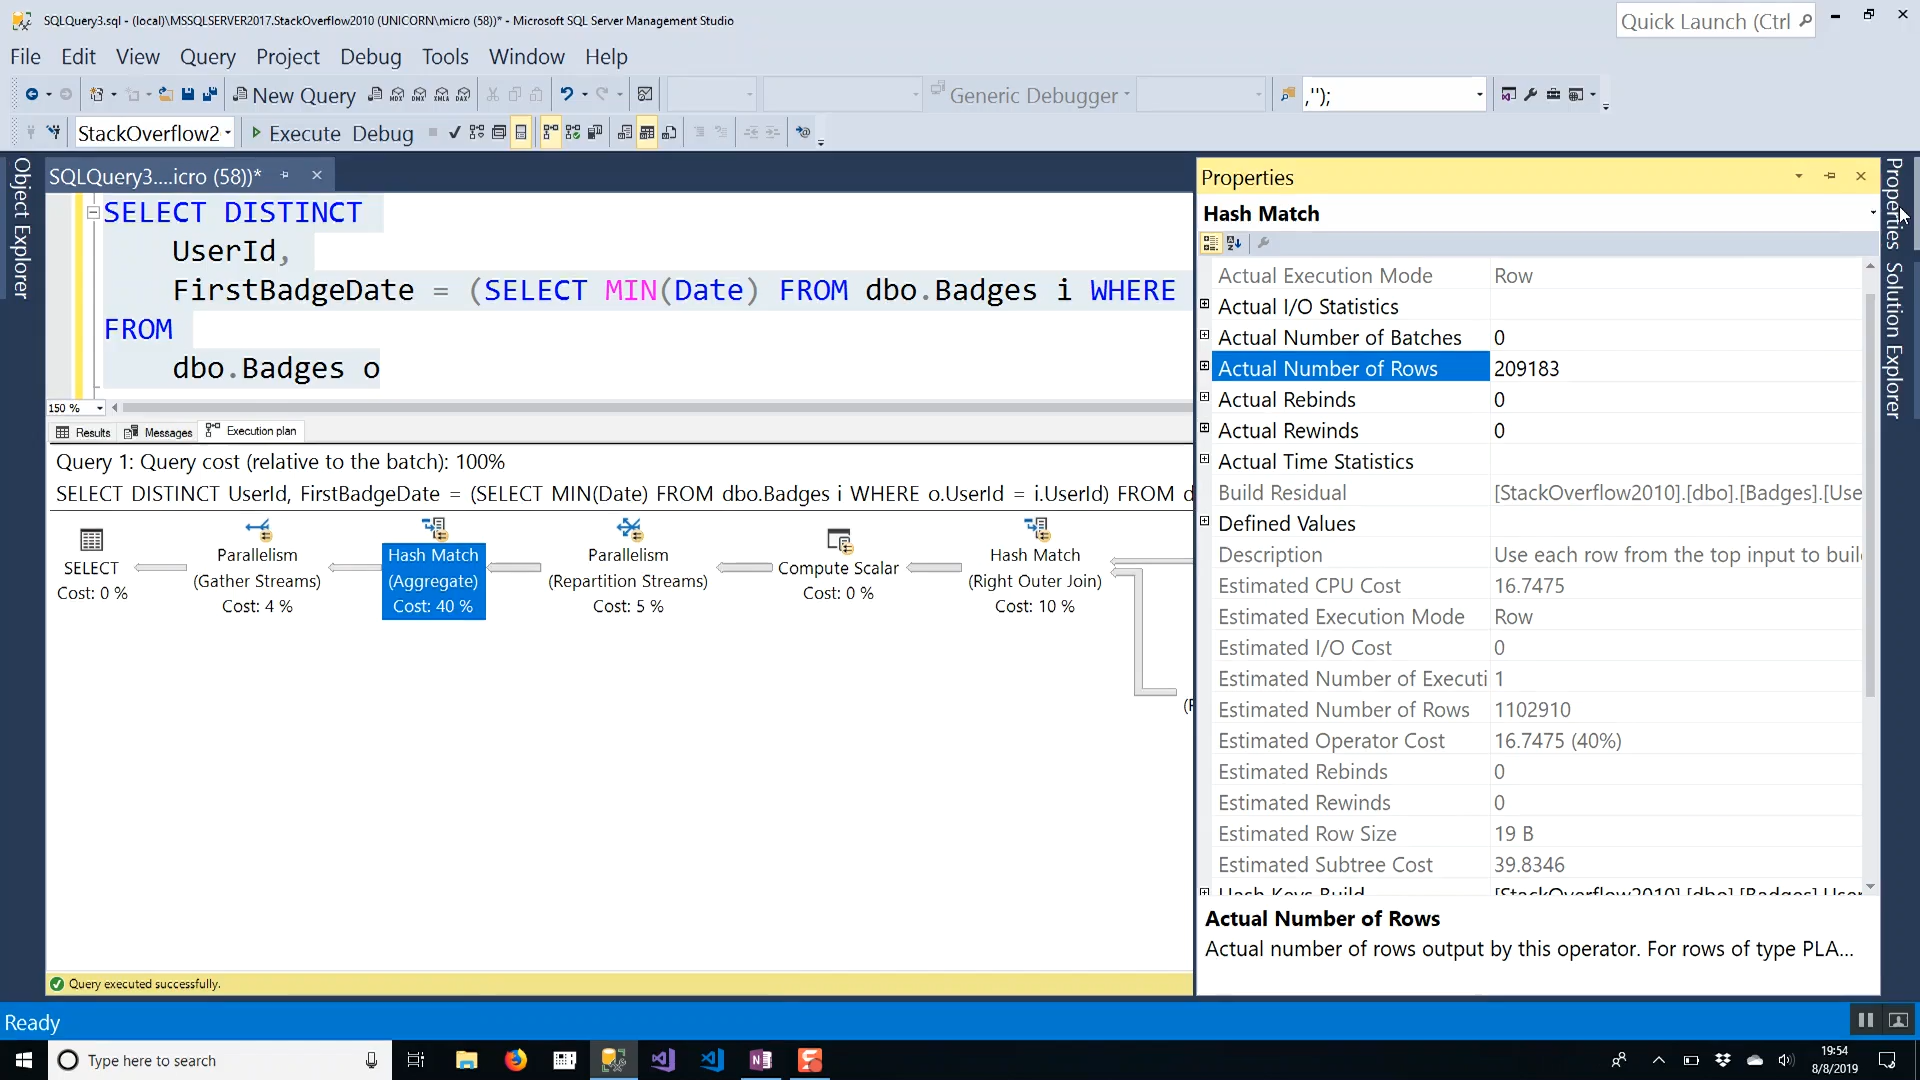 SQLQuery3.sql - (local)\MSSQLSERVER2017.StackOverflow2010 (UNICORN\micro (58))* - Microsoft SQL Server Management Studio
Quick Launch (Ctrl
File Edit View Query Project Debug Tools Window Help
New Query
MDX DMX XMLA DAX
Generic Debugger
,'');
StackOverflow2
Execute Debug
Object Explorer
SQLQuery3....icro (58))*
SELECT DISTINCT
UserId,
FirstBadgeDate = (SELECT MIN(Date) FROM dbo.Badges i WHERE
FROM
dbo.Badges o
150 %
Results Messages Execution plan
Query 1: Query cost (relative to the batch): 100%
SELECT DISTINCT UserId, FirstBadgeDate = (SELECT MIN(Date) FROM dbo.Badges i WHERE o.UserId = i.UserId) FROM d
SELECT
Cost: 0 %
Parallelism
(Gather Streams)
Cost: 4 %
Hash Match
(Aggregate)
Cost: 40 %
Parallelism
(Repartition Streams)
Cost: 5 %
Compute Scalar
Cost: 0 %
Hash Match
(Right Outer Join)
Cost: 10 %
Query executed successfully.
Properties
Hash Match
Actual Execution Mode Row
Actual I/O Statistics
Actual Number of Batches 0
Actual Number of Rows 209183
Actual Rebinds 0
Actual Rewinds 0
Actual Time Statistics
Build Residual [StackOverflow2010].[dbo].[Badges].[Use
Defined Values
Description Use each row from the top input to buil
Estimated CPU Cost 16.7475
Estimated Execution Mode Row
Estimated I/O Cost 0
Estimated Number of Executi 1
Estimated Number of Rows 1102910
Estimated Operator Cost 16.7475 (40%)
Estimated Rebinds 0
Estimated Rewinds 0
Estimated Row Size 19 B
Estimated Subtree Cost 39.8346
Hash Keys Build [StackOverflow2010].[dbo].[Badges].User
Actual Number of Rows
Actual number of rows output by this operator. For rows of type PLA...
Properties
Solution Explorer
Ready
Type here to search
19:54
8/8/2019